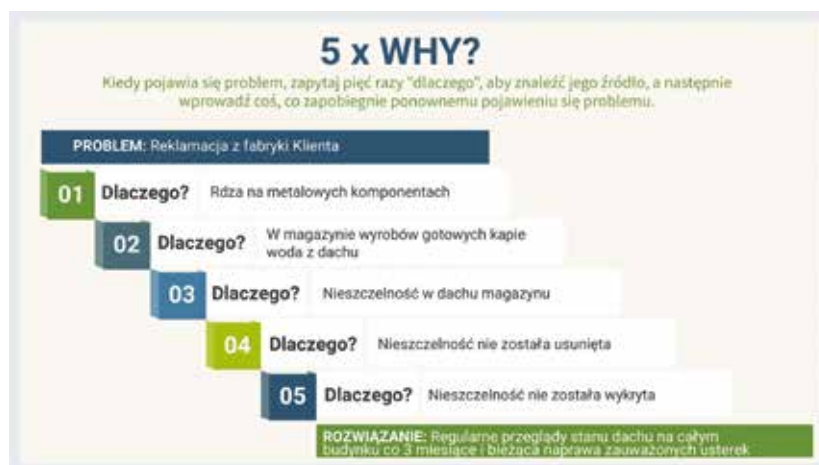 5 x WHY?
Kiedy pojawia się problem, zapytaj pięć razy "dlaczego", aby znaleźć jego źródło, a następnie
wprowadź coś, co zapobiegnie ponownemu pojawieniu się problemu.
PROBLEM: Reklamacja z fabryki Klienta
01 Dlaczego? Rdza na metalowych komponentach
02 Dlaczego? W magazynie wyrobów gotowych kapie
woda z dachu
03 Dlaczego? Nieszczelność w dachu magazynu
04 Dlaczego? Nieszczelność nie została usunięta
05 Dlaczego? Nieszczelność nie została wykryta
ROZWIĄZANIE: Regularne przeglądy stanu dachu na całym
budynku co 3 miesiące i bieżąca naprawa zauważonych usterek